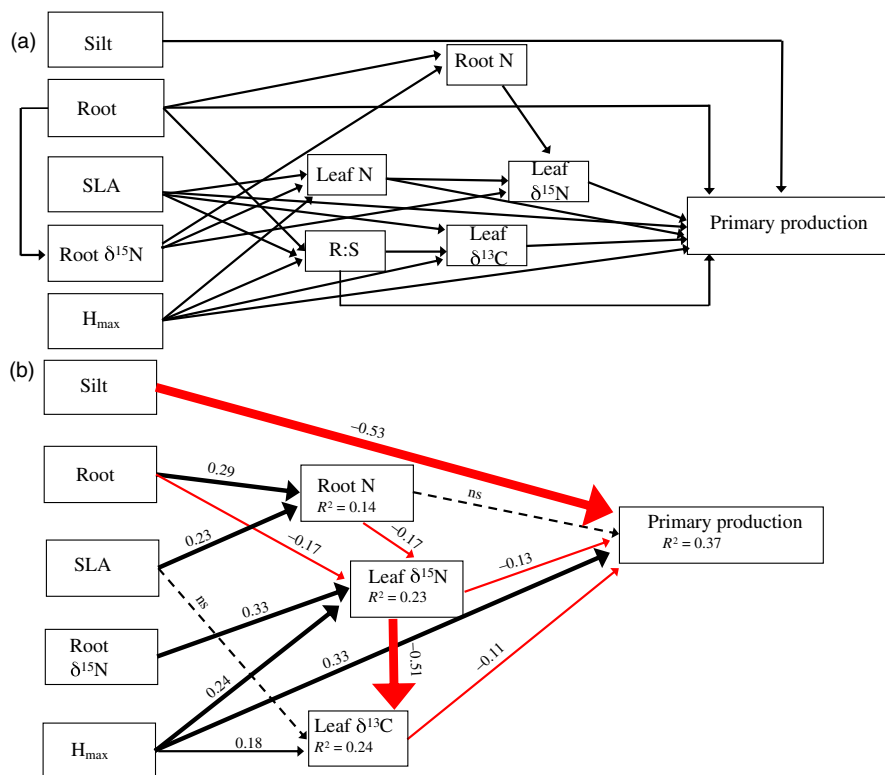 (a)
Silt
Root
SLA
Root δ¹⁵N
Hₘₐₓ
Root N
Leaf N
Leaf
δ¹⁵N
R:S
Leaf
δ¹³C
Primary production
(b)
Silt
Root
SLA
Root
δ¹⁵N
Hₘₐₓ
–0.53
0.29
Root N
R² = 0.14
ns
Primary production
R² = 0.37
0.23
–0.17
–0.17
–0.13
Leaf δ¹⁵N
R² = 0.23
ns
0.33
0.24
0.33
–0.51
–0.11
0.18
Leaf δ¹³C
R² = 0.24